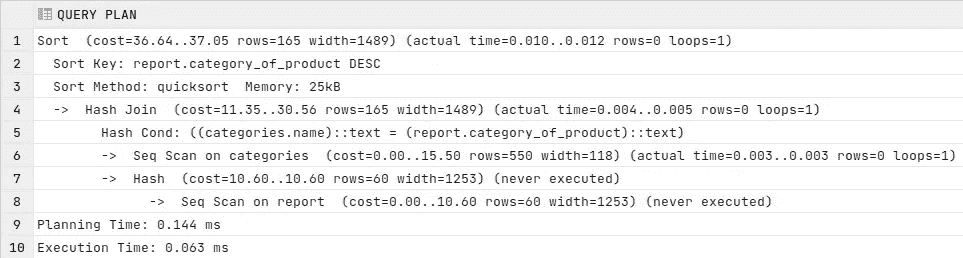 QUERY PLAN
1 Sort (cost=36.64..37.05 rows=165 width=1489) (actual time=0.010..0.012 rows=0 loops=1)
2 Sort Key: report.category_of_product DESC
3 Sort Method: quicksort Memory: 25kB
4 -> Hash Join (cost=11.35..30.56 rows=165 width=1489) (actual time=0.004..0.005 rows=0 loops=1)
5 Hash Cond: ((categories.name)::text = (report.category_of_product)::text)
6 -> Seq Scan on categories (cost=0.00..15.50 rows=550 width=118) (actual time=0.003..0.003 rows=0 loops=1)
7 -> Hash (cost=10.60..10.60 rows=60 width=1253) (never executed)
8 -> Seq Scan on report (cost=0.00..10.60 rows=60 width=1253) (never executed)
9 Planning Time: 0.144 ms
10 Execution Time: 0.063 ms